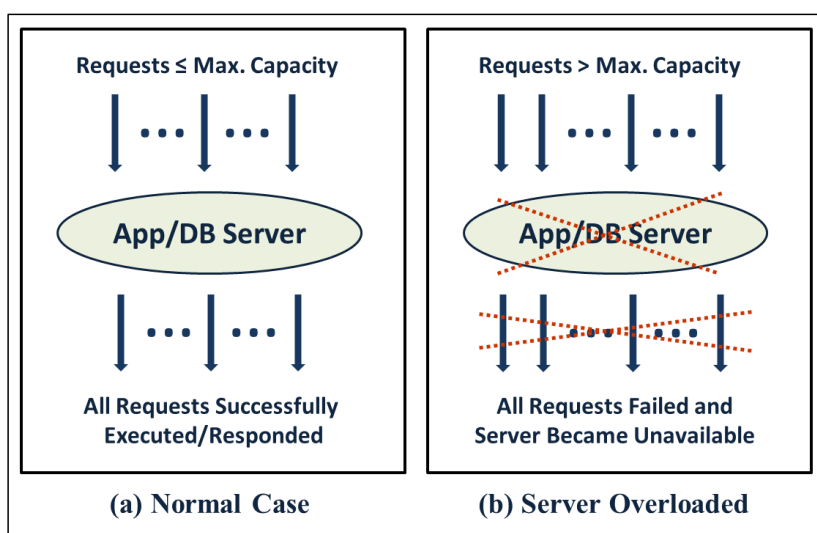 Requests ≤ Max. Capacity
App/DB Server
All Requests Successfully
Executed/Responded
(a) Normal Case
Requests > Max. Capacity
App/DB Server
All Requests Failed and
Server Became Unavailable
(b) Server Overloaded